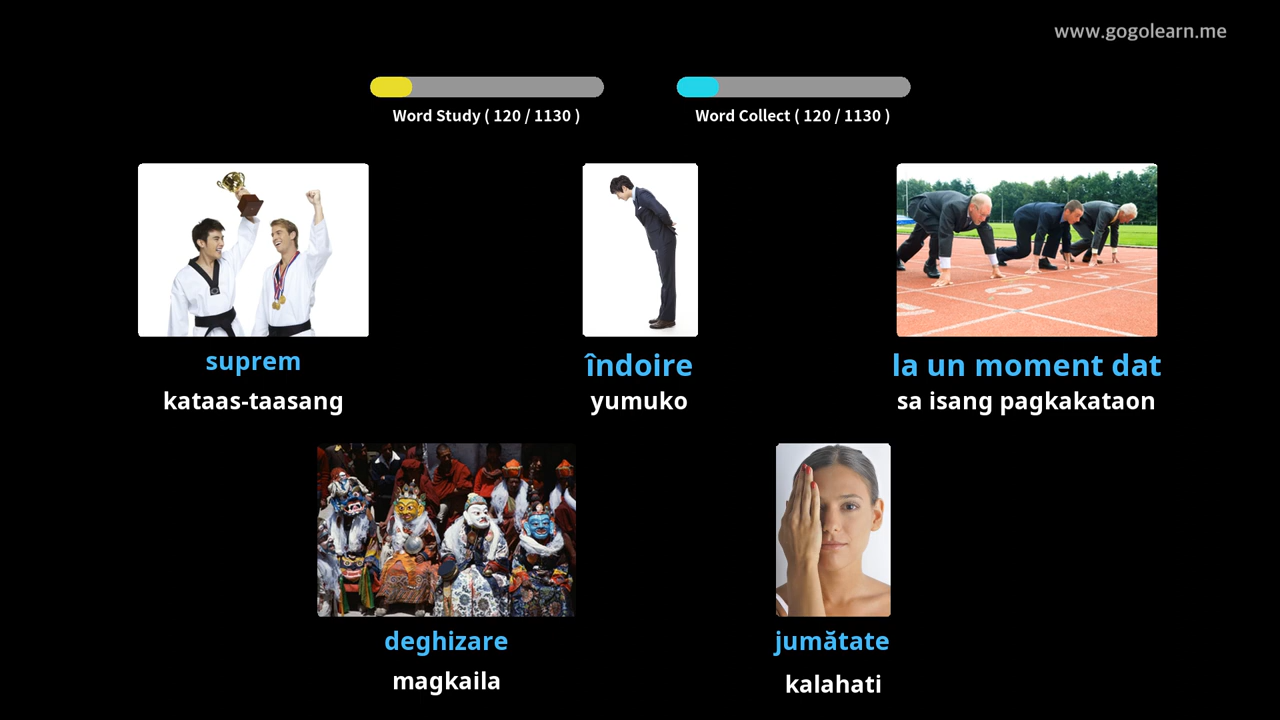 www.gogolearn.me
Word Study ( 120 / 1130 )
Word Collect ( 120 / 1130 )
suprem
kataas-taasang
îndoire
yumuko
la un moment dat
sa isang pagkakataon
deghizare
magkaila
jumătate
kalahati